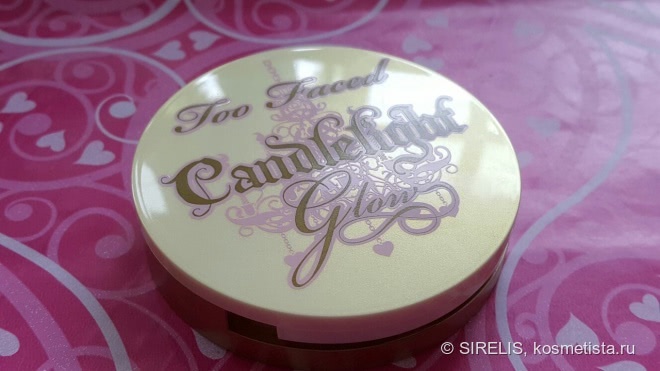 Too Faced
Candlelight
Glow
© SIRELIS, kosmetista.ru